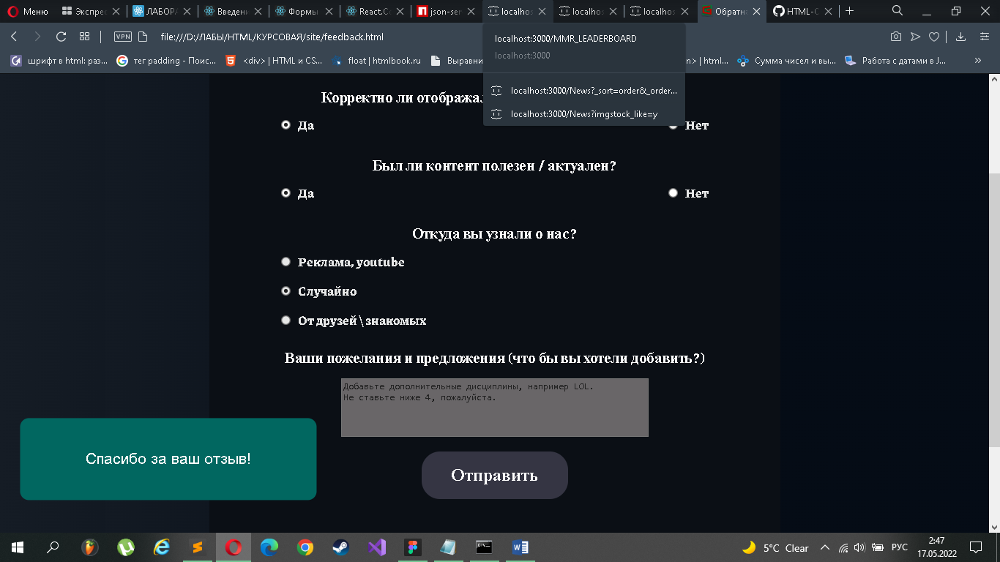 Меню
Экспрес
ЛАБОРА
Введени
Формы
React.Co
json-ser
localhos
localhos
localhos
Обратн
HTML-C
VPN
file:///D:/ЛАБЫ/HTML/КУРСОВАЯ/site/feedback.html
localhost:3000/MMR_LEADERBOARD
localhost:3000
localhost:3000/News?_sort=order&_order...
localhost:3000/News?imgstock_like=y
шрифт в html: раз...
тег padding - Поис...
<div> | HTML и CS...
float | htmlbook.ru
Выравни
n> | html...
Сумма чисел и вы...
Работа с датами в J...
»
Корректно ли отображал
Да
Нет
Был ли контент полезен / актуален?
Да
Нет
Откуда вы узнали о нас?
Реклама, youtube
Случайно
От друзей \ знакомых
Ваши пожелания и предложения (что бы вы хотели добавить?)
Добавьте дополнительные дисциплины, например LOL.
Не ставьте ниже 4, пожалуйста.
Спасибо за ваш отзыв!
Отправить
5°C Clear
РУС
2:47
17.05.2022